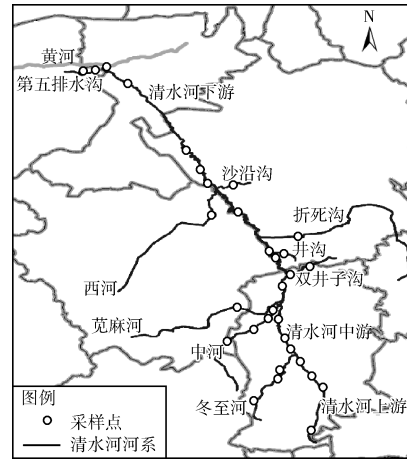 N
黄河
第五排水沟
清水河下游
沙沿沟
折死沟
井沟
双井子沟
西河
苋麻河
清水河中游
中河
冬至河
清水河上游
图例
采样点
清水河河系